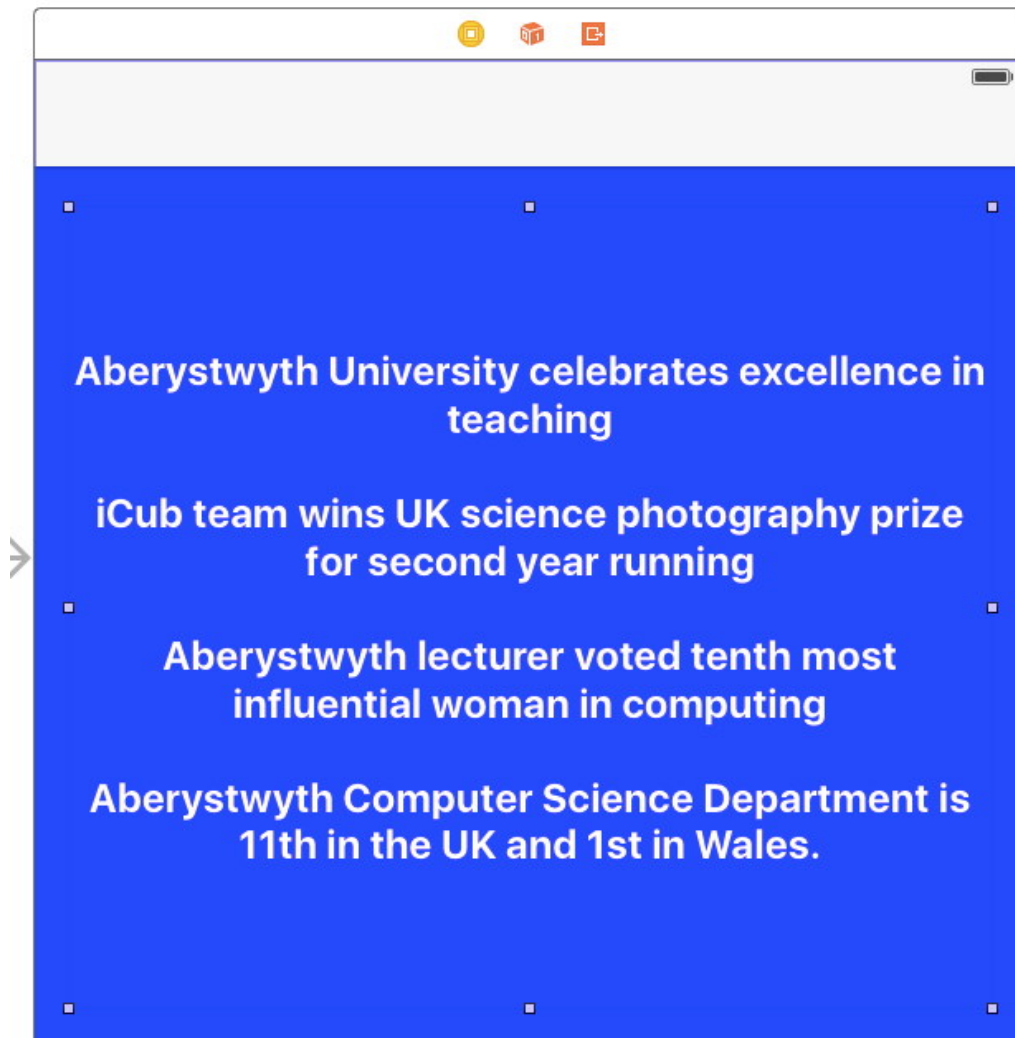 Aberystwyth University celebrates excellence in
teaching
iCub team wins UK science photography prize
for second year running
Aberystwyth lecturer voted tenth most
influential woman in computing
Aberystwyth Computer Science Department is
11th in the UK and 1st in Wales.